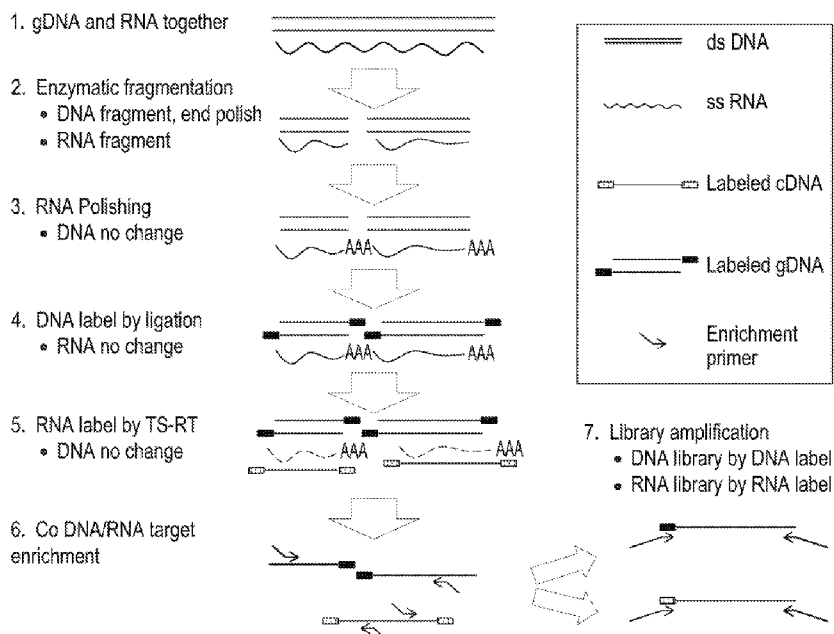 1. gDNA and RNA together
2. Enzymatic fragmentation
• DNA fragment, end polish
• RNA fragment
3. RNA Polishing
• DNA no change
AAA AAA
4. DNA label by ligation
• RNA no change
AAA AAA
5. RNA label by TS-RT
• DNA no change
AAA AAA
6. Co DNA/RNA target
enrichment
ds DNA
ss RNA
Labeled cDNA
Labeled gDNA
Enrichment
primer
7. Library amplification
• DNA library by DNA label
• RNA library by RNA label